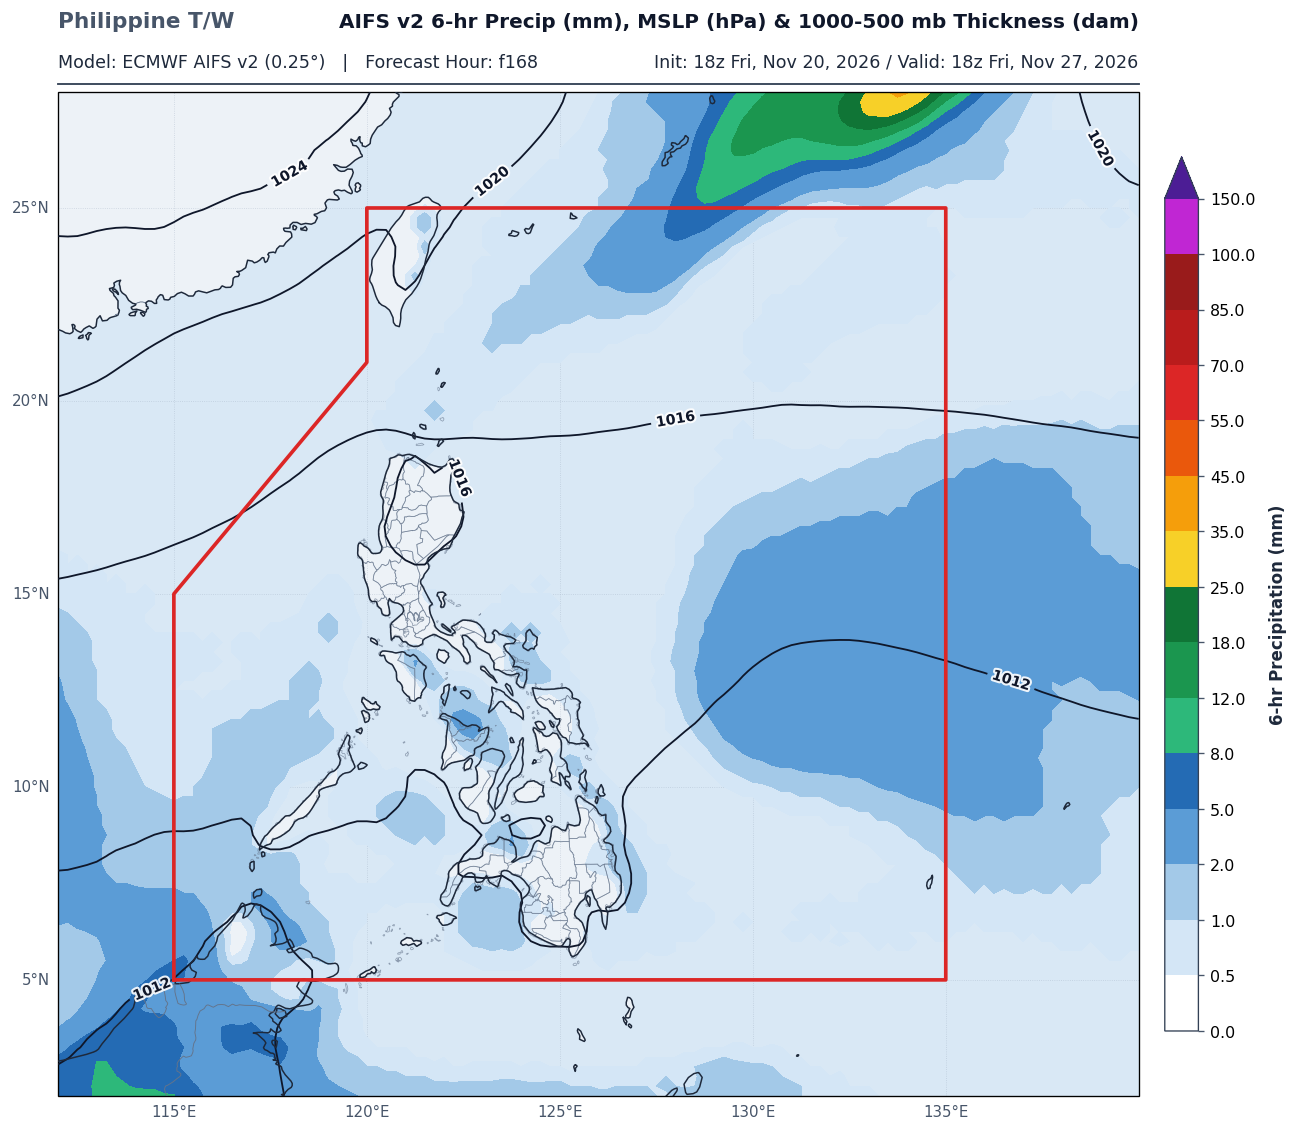 Philippine T/W
AIFS v2 6-hr Precip (mm), MSLP (hPa) & 1000-500 mb Thickness (dam)
Model: ECMWF AIFS v2 (0.25°) | Forecast Hour: f168
Init: 18z Fri, Nov 20, 2026 / Valid: 18z Fri, Nov 27, 2026
1024
1020
1020
1016
1016
1012
1012
25°N
20°N
15°N
10°N
5°N
115°E
120°E
125°E
130°E
135°E
150.0
100.0
85.0
70.0
55.0
45.0
35.0
25.0
18.0
12.0
8.0
5.0
2.0
1.0
0.5
0.0
6-hr Precipitation (mm)